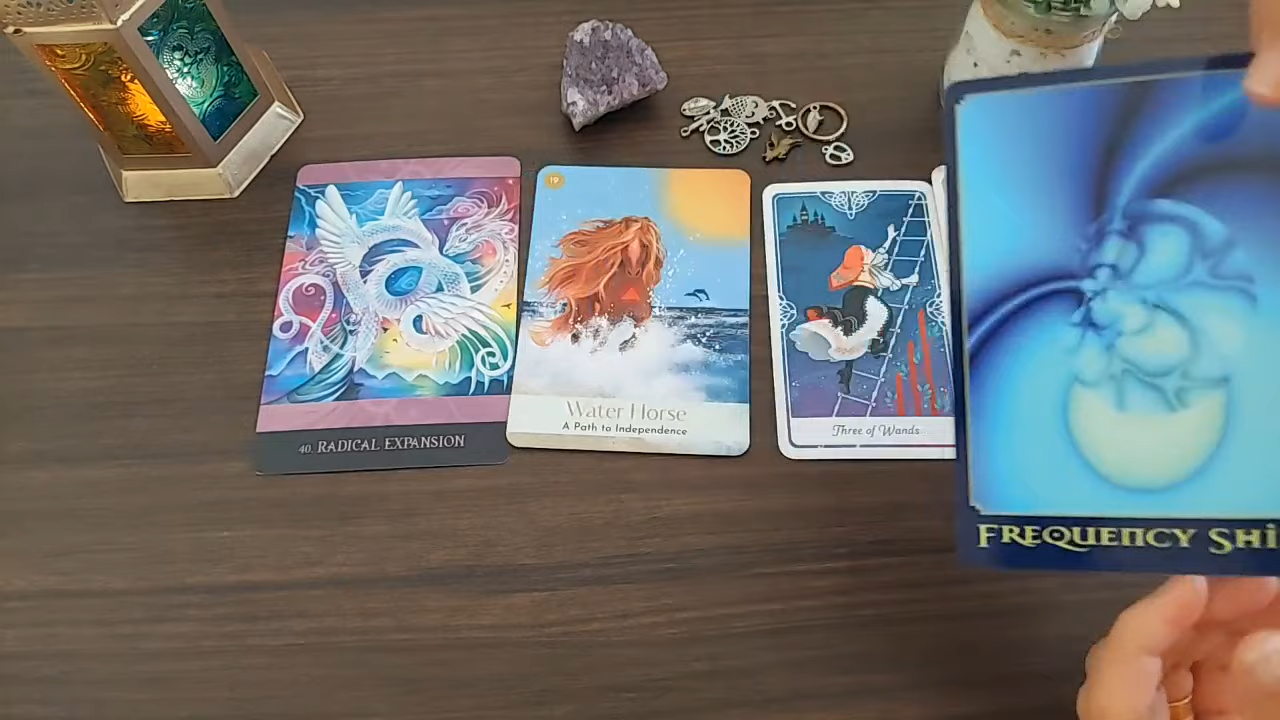 40. RADICAL EXPANSION
19
Water Horse
A Path to Independence
Three of Wands
FREQUENCY SHI